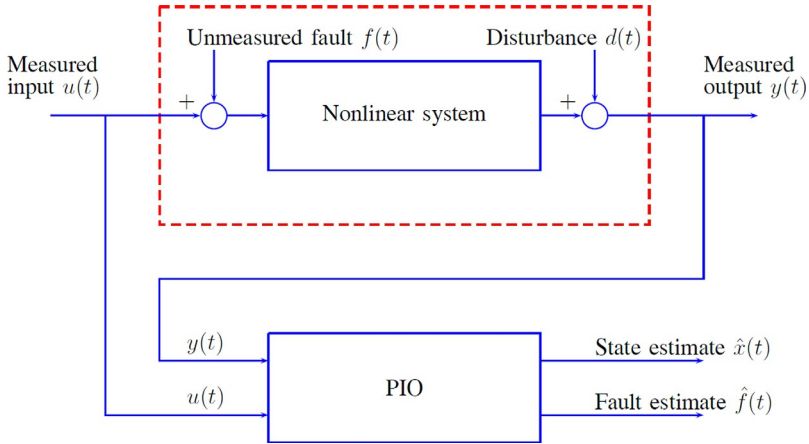 Unmeasured fault f(t)
Disturbance d(t)
Measured
input u(t)
Measured
output y(t)
+
Nonlinear system
+
y(t)
State estimate x̂(t)
PIO
u(t)
Fault estimate f̂(t)